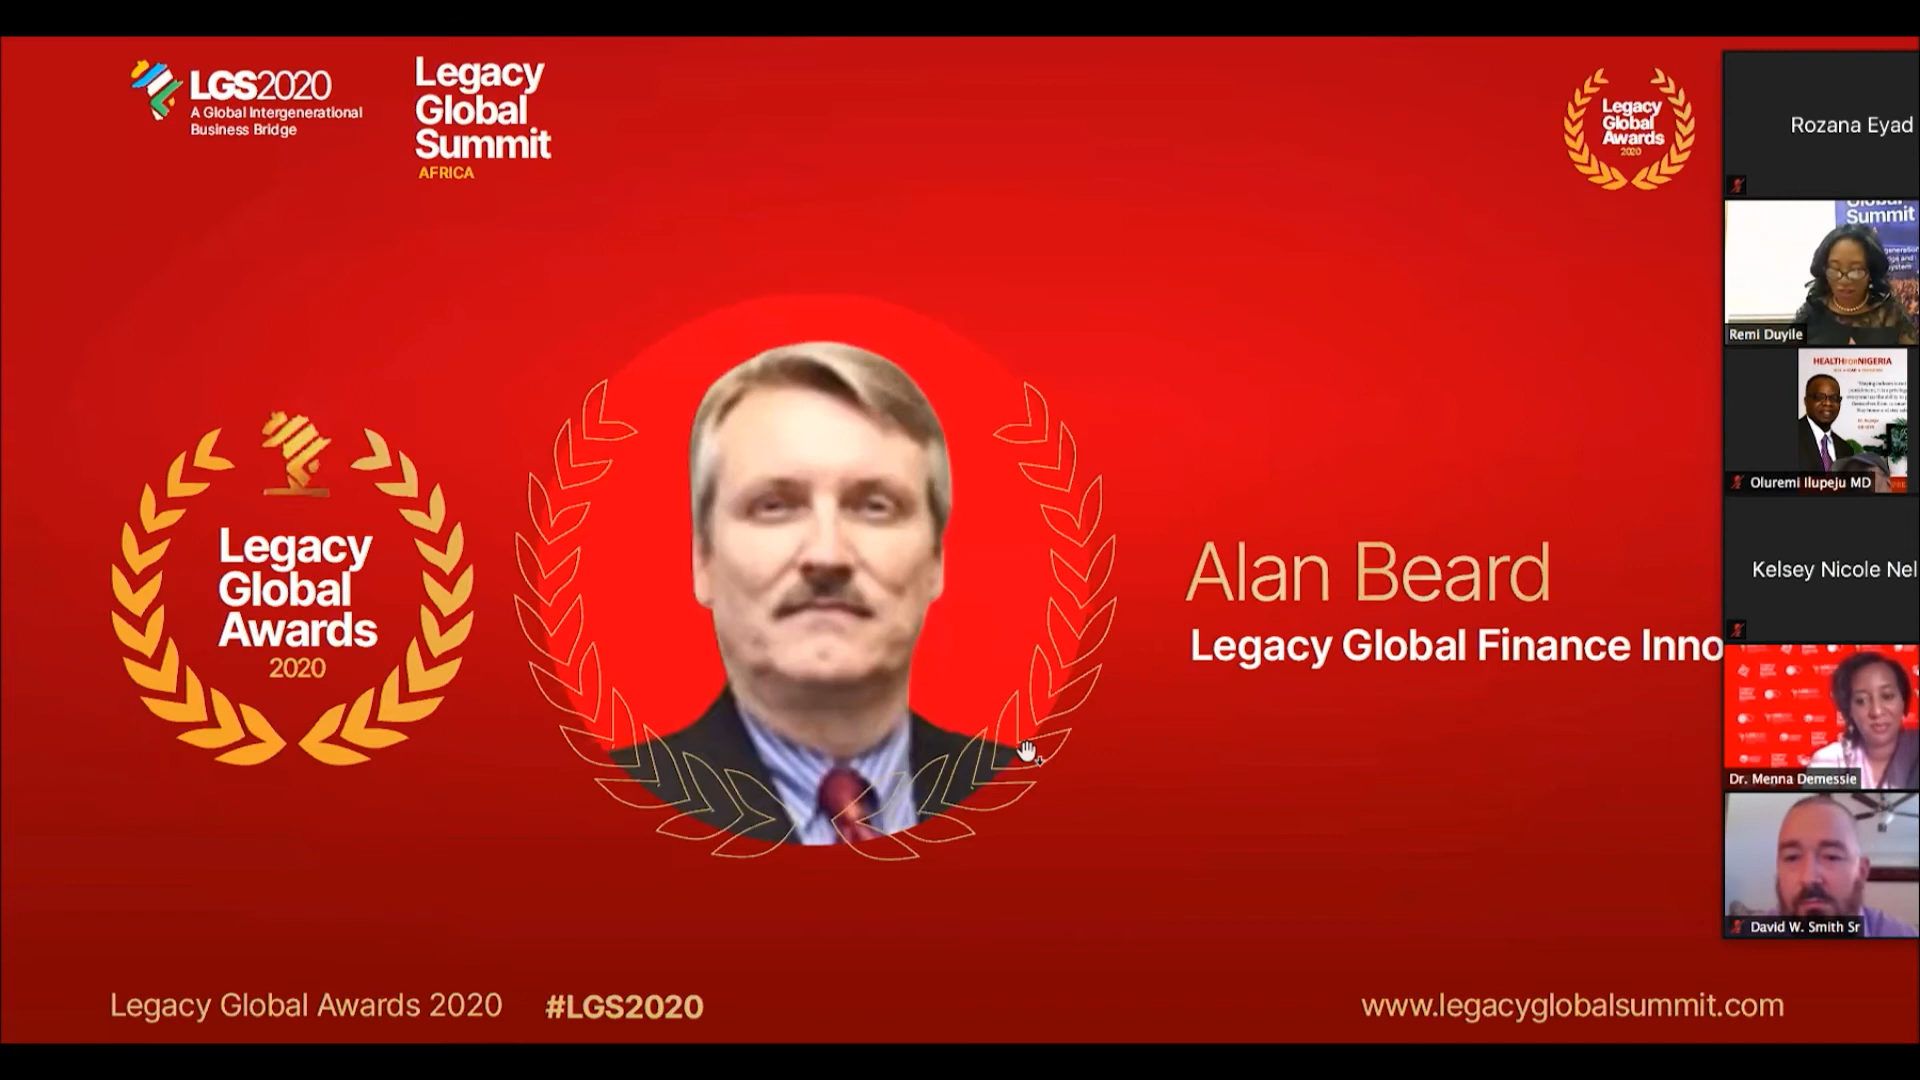 LGS2020
A Global Intergenerational
Business Bridge
Legacy
Global
Summit
AFRICA
Legacy
Global
Awards
2020
Rozana Eyad
Global
Summit
Remi Duyile
HEALTHFORNIGERIA
Oluremi Ilupeju MD
Kelsey Nicole Nel
Dr. Menna Demessie
David W. Smith Sr
Legacy
Global
Awards
2020
Alan Beard
Legacy Global Finance Inno
Legacy Global Awards 2020
#LGS2020
www.legacyglobalsummit.com